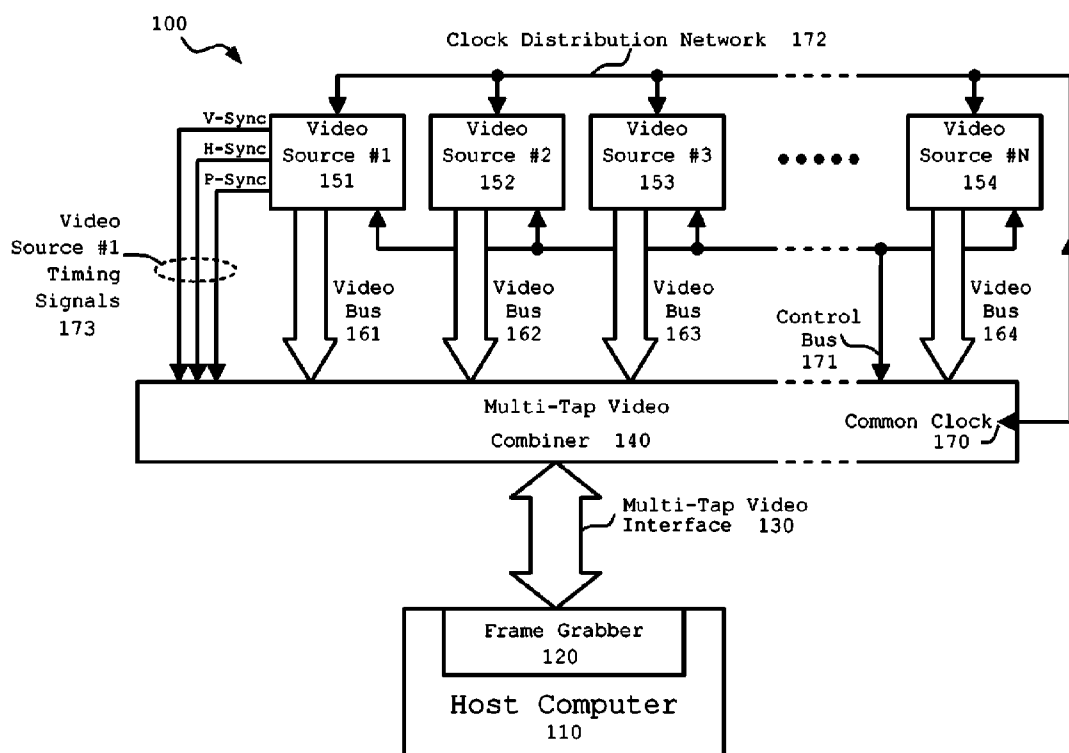 100
Clock Distribution Network 172
V-Sync
H-Sync
P-Sync
Video
Source #1
151
Video
Source #2
152
Video
Source #3
153
Video
Source #N
154
Video
Source #1
Timing
Signals
173
Video
Bus
161
Video
Bus
162
Video
Bus
163
Control
Bus
171
Video
Bus
164
Multi-Tap Video
Combiner 140
Common Clock
170
Multi-Tap Video
Interface 130
Frame Grabber
120
Host Computer
110